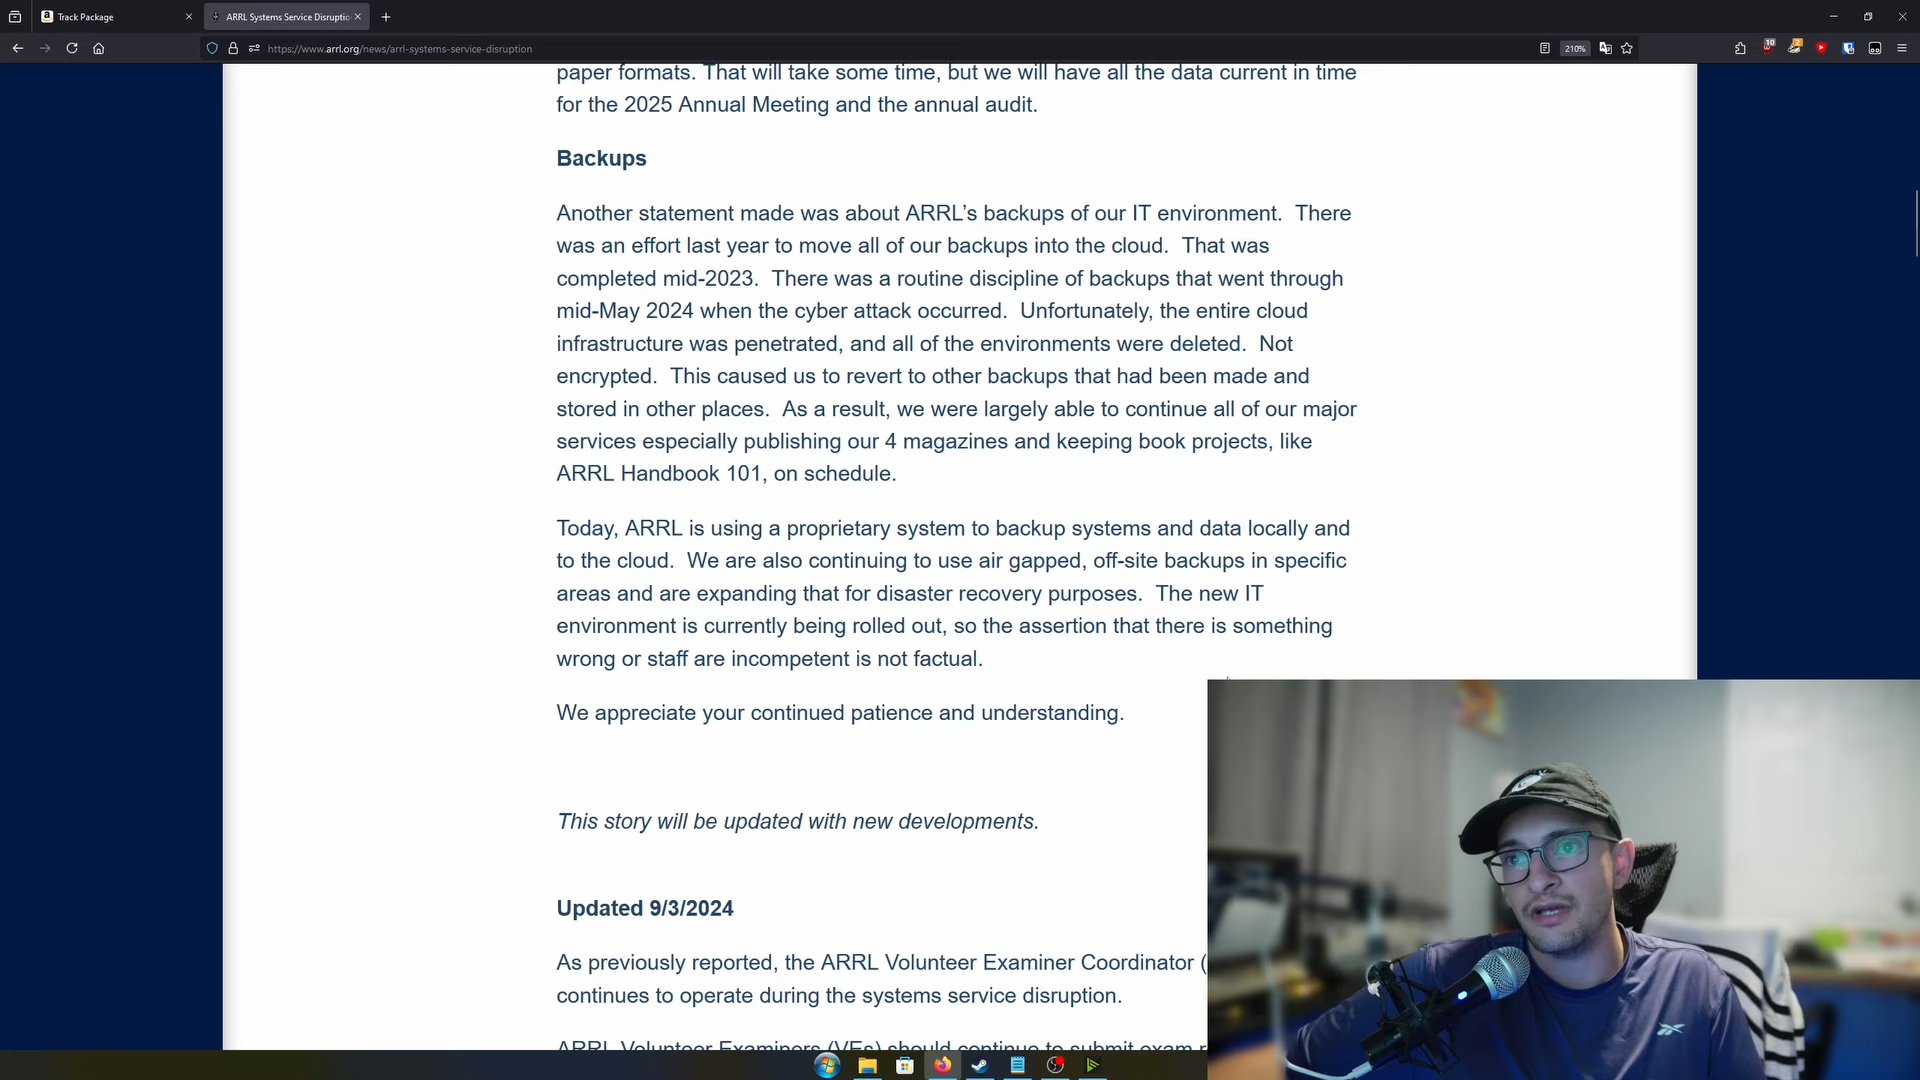 Track Package
ARRL Systems Service Disruptio
https://www.arrl.org/news/arrl-systems-service-disruption
210%
10
2
paper formats. That will take some time, but we will have all the data current in time
for the 2025 Annual Meeting and the annual audit.
Backups
Another statement made was about ARRL’s backups of our IT environment.  There
was an effort last year to move all of our backups into the cloud.  That was
completed mid-2023.  There was a routine discipline of backups that went through
mid-May 2024 when the cyber attack occurred.  Unfortunately, the entire cloud
infrastructure was penetrated, and all of the environments were deleted.  Not
encrypted.  This caused us to revert to other backups that had been made and
stored in other places.  As a result, we were largely able to continue all of our major
services especially publishing our 4 magazines and keeping book projects, like
ARRL Handbook 101, on schedule.
Today, ARRL is using a proprietary system to backup systems and data locally and
to the cloud.  We are also continuing to use air gapped, off-site backups in specific
areas and are expanding that for disaster recovery purposes.  The new IT
environment is currently being rolled out, so the assertion that there is something
wrong or staff are incompetent is not factual.
We appreciate your continued patience and understanding.
This story will be updated with new developments.
Updated 9/3/2024
As previously reported, the ARRL Volunteer Examiner Coordinator (
continues to operate during the systems service disruption.
ARRL Volunteer Examiners (VEs) should continue to submit exam r